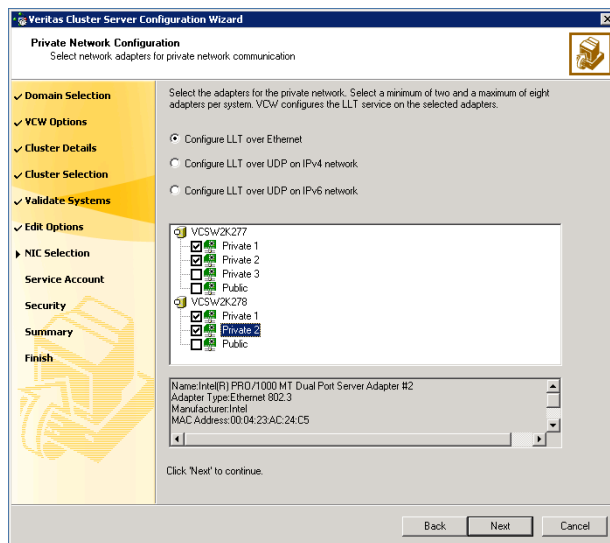 Veritas Cluster Server Configuration Wizard
Private Network Configuration
Select network adapters for private network communication
Domain Selection
VCW Options
Cluster Details
Cluster Selection
Validate Systems
Edit Options
NIC Selection
Service Account
Security
Summary
Finish
Select the adapters for the private network. Select a minimum of two and a maximum of eight
adapters per system. VCW configures the LLT service on the selected adapters.
Configure LLT over Ethernet
Configure LLT over UDP on IPv4 network
Configure LLT over UDP on IPv6 network
VCSW2K277
Private 1
Private 2
Private 3
Public
VCSW2K278
Private 1
Private 2
Public
Name:Intel(R) PRO/1000 MT Dual Port Server Adapter #2
Adapter Type:Ethernet 802.3
Manufacturer:Intel
MAC Address:00:04:23:AC:24:C5
Click 'Next' to continue.
Back
Next
Cancel